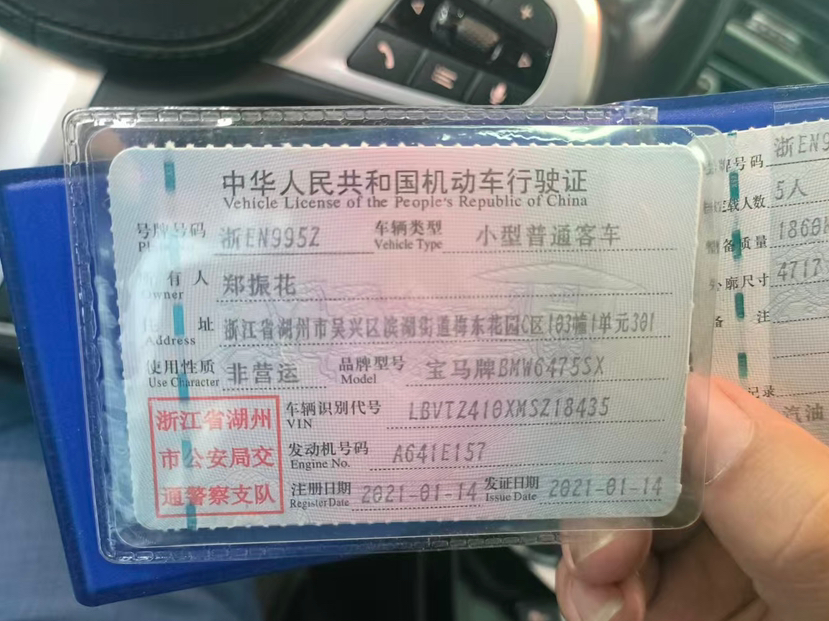 中华人民共和国机动车行驶证
Vehicle License of the People's Republic of China
号牌号码 浙EN995Z 车辆类型 小型普通客车
Vehicle Type
所有人 郑振花
Owner
住址 浙江省湖州市吴兴区滨湖街道梅东花园C区103幢1单元301
Address
使用性质 非营运 品牌型号 宝马牌BMW6475SX
Use Character Model
车辆识别代号 LBVTZ410XMSZ18435
VIN
发动机号码 A641E157
Engine No.
注册日期 2021-01-14 发证日期 2021-01-14
Register Date Issue Date
浙江省湖州
市公安局交
通警察支队
号码 浙EN9
载人数 5人
备质量 1860
廓尺寸 4717
备注
记录
汽油